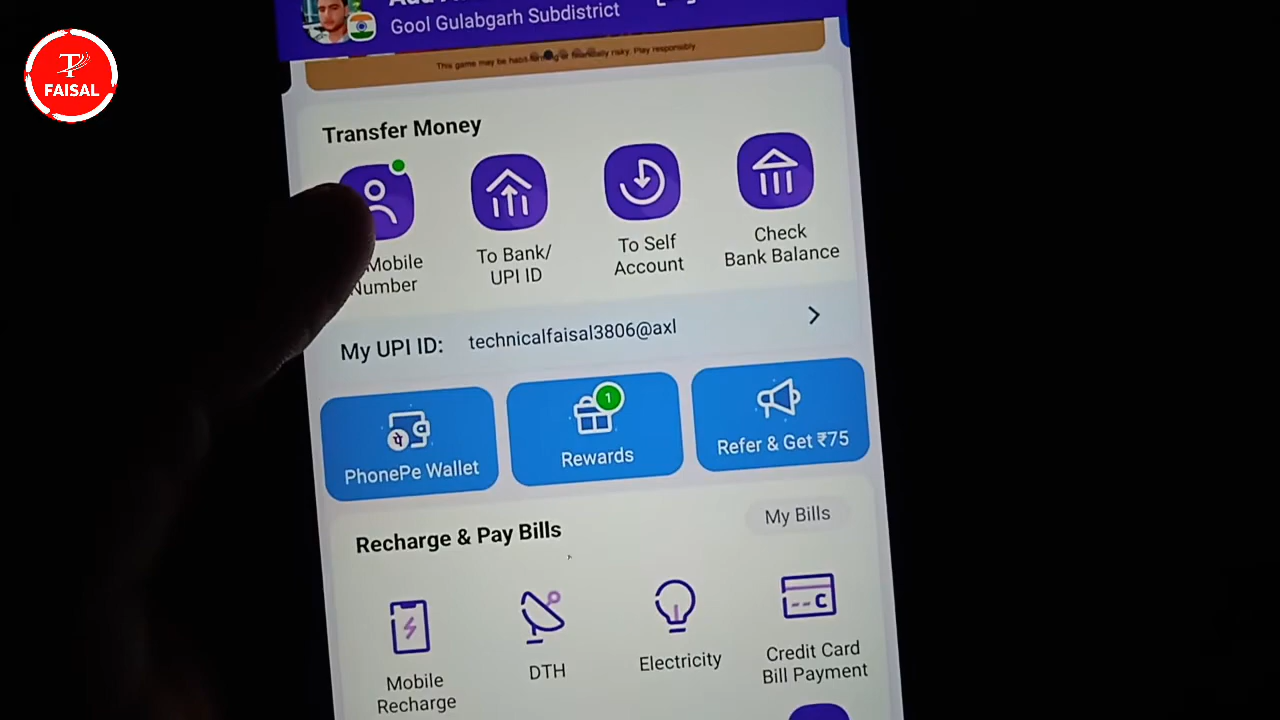 Gool Gulabgarh Subdistrict
This game may be habit-forming or financially risky. Play responsibly.
FAISAL
Transfer Money
Mobile
Number
To Bank/
UPI ID
To Self
Account
Check
Bank Balance
My UPI ID: technicalfaisal3806@axl
PhonePe Wallet
1
Rewards
Refer & Get ₹75
Recharge & Pay Bills
My Bills
Mobile
Recharge
DTH
Electricity
C
Credit Card
Bill Payment